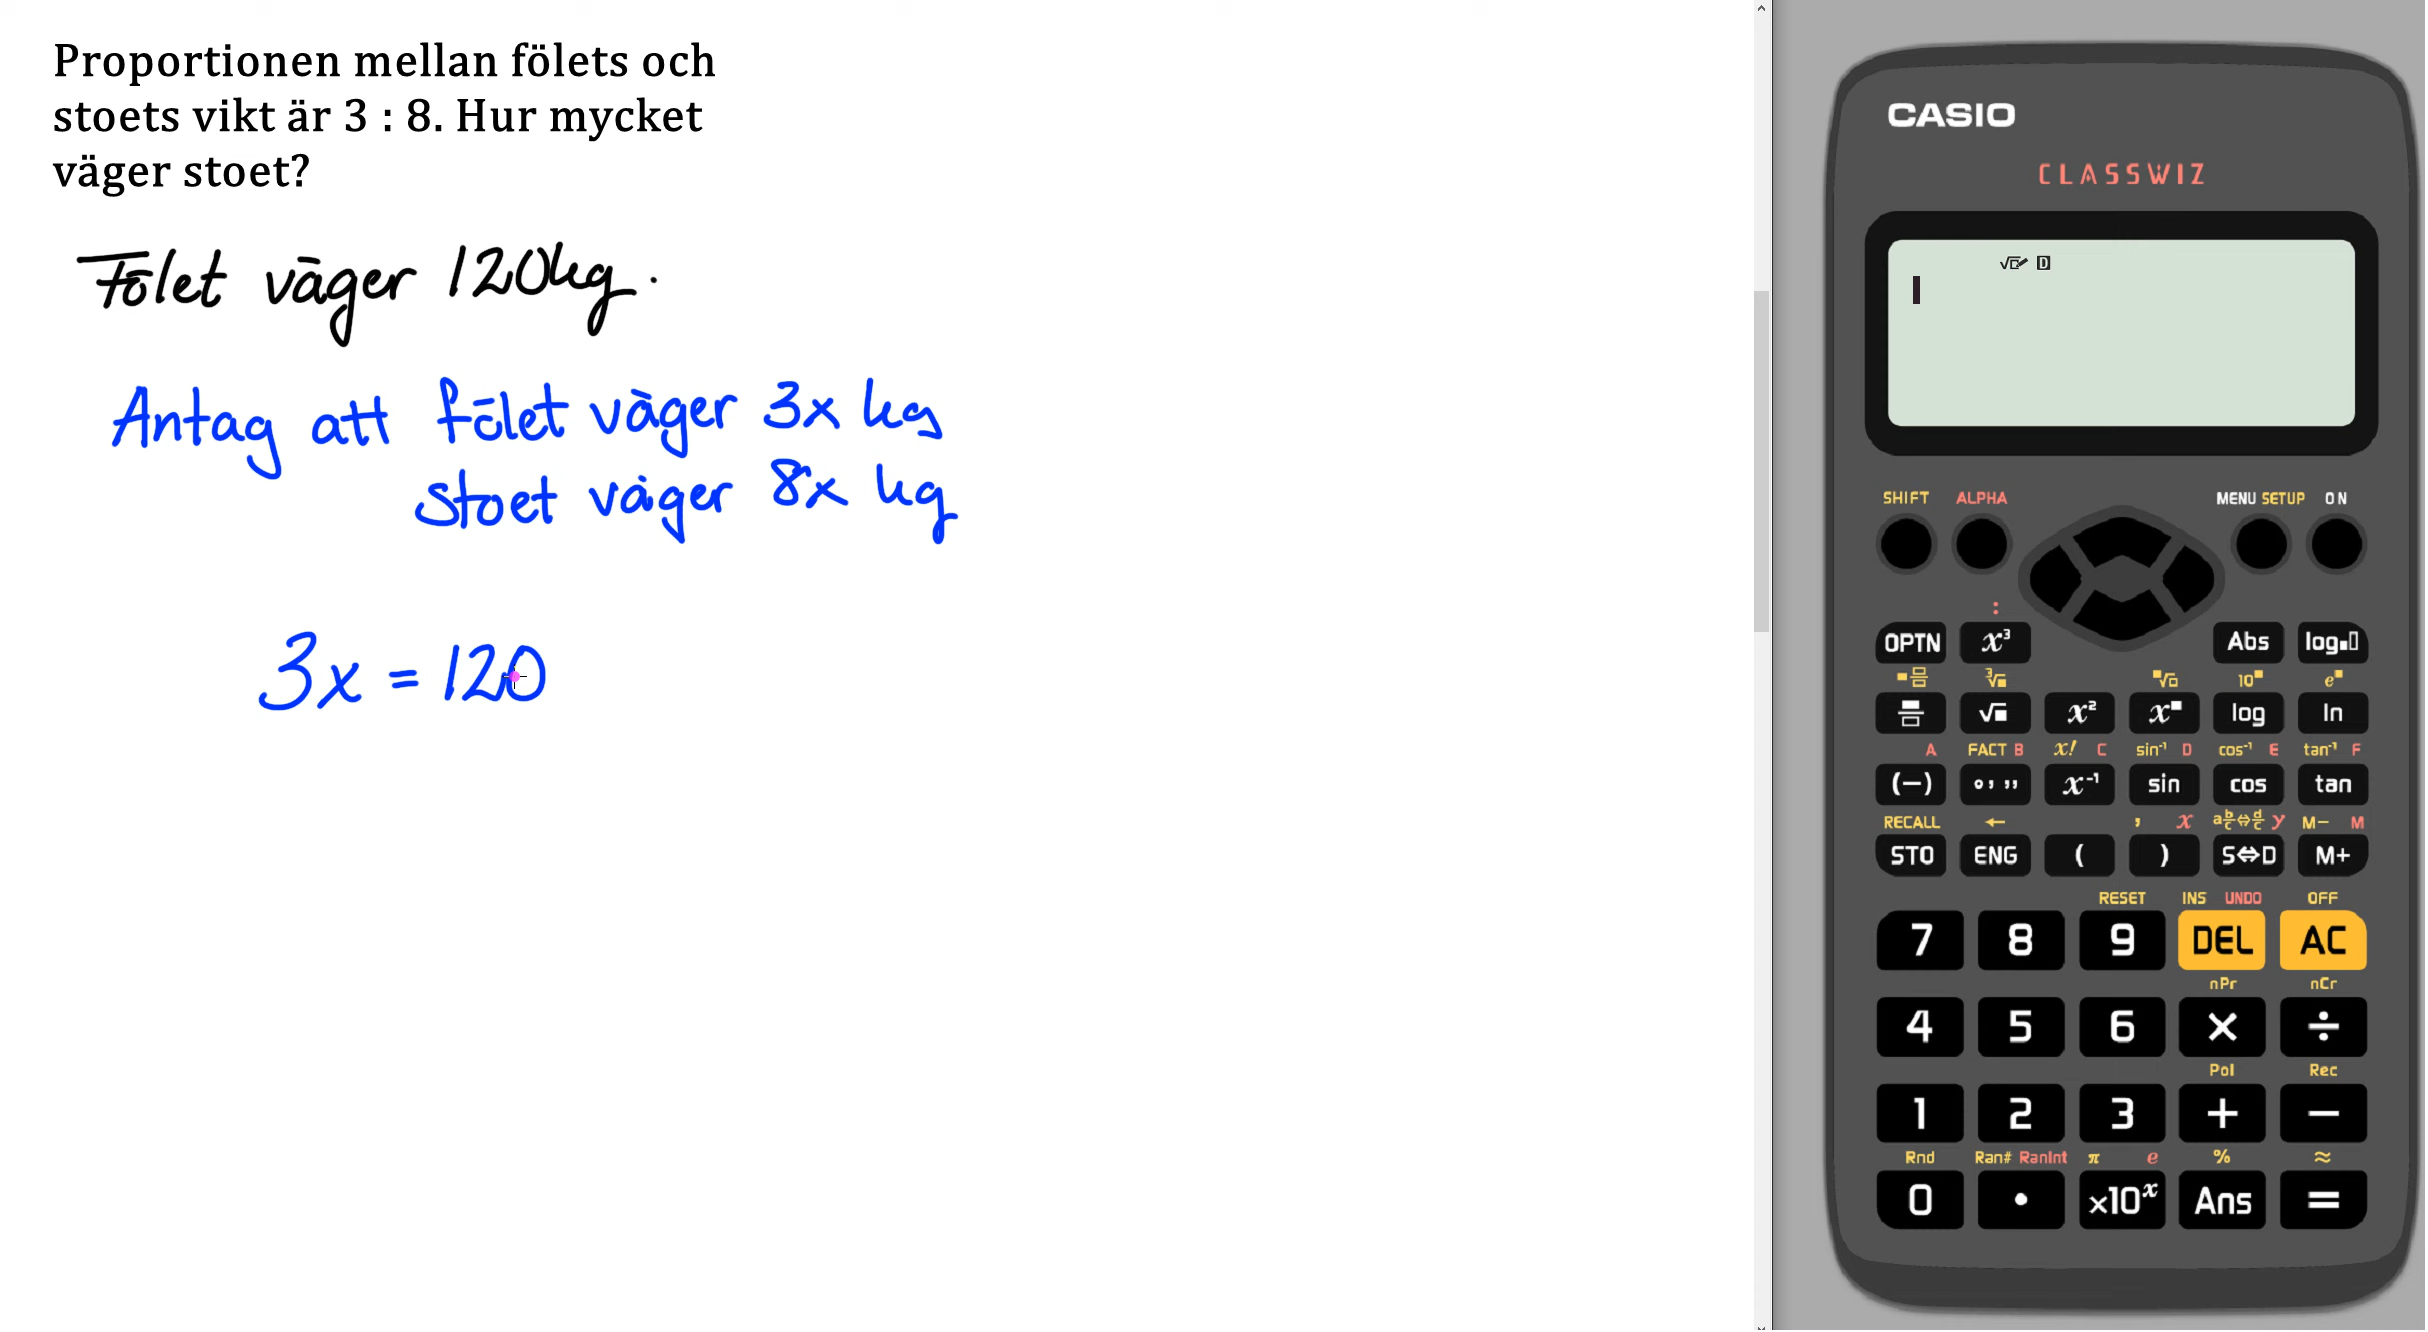 Proportionen mellan fölets och
stoets vikt är 3 : 8. Hur mycket
väger stoet?
Fölet väger 120kg.
Antag att fölet väger 3x kg
stoet väger 8x kg
3x = 120
CASIO
CLASSWIZ
√□ D
SHIFT ALPHA MENU SETUP ON
:
OPTN x³ Abs log▪▯
▪⊟ ³√▪ ▪√□ 10▪ e▪
⊟ √▪ x² x▪ log ln
A FACT B x! C sin⁻¹ D cos⁻¹ E tan⁻¹ F
(−) ° ’ ” x⁻¹ sin cos tan
RECALL ← , x a b/c⇔d/c y M− M
STO ENG ( ) S⇔D M+
RESET INS UNDO OFF
7 8 9 DEL AC
nPr nCr
4 5 6 × ÷
Pol Rec
1 2 3 + −
Rnd Ran# RanInt π e % ≈
0 • ×10ˣ Ans =